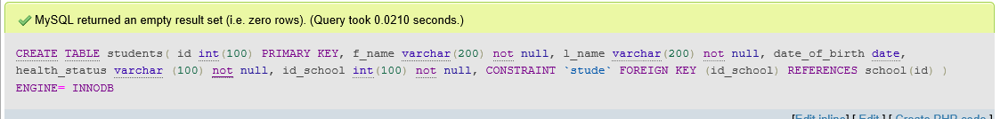 MySQL returned an empty result set (i.e. zero rows). (Query took 0.0210 seconds.)
CREATE TABLE students( id int(100) PRIMARY KEY, f_name varchar(200) not null, l_name varchar(200) not null, date_of_birth date,
health_status varchar (100) not null, id_school int(100) not null, CONSTRAINT `stude` FOREIGN KEY (id_school) REFERENCES school(id) )
ENGINE= INNODB
[Edit inline] [ Edit ] [ Create PHP code ]